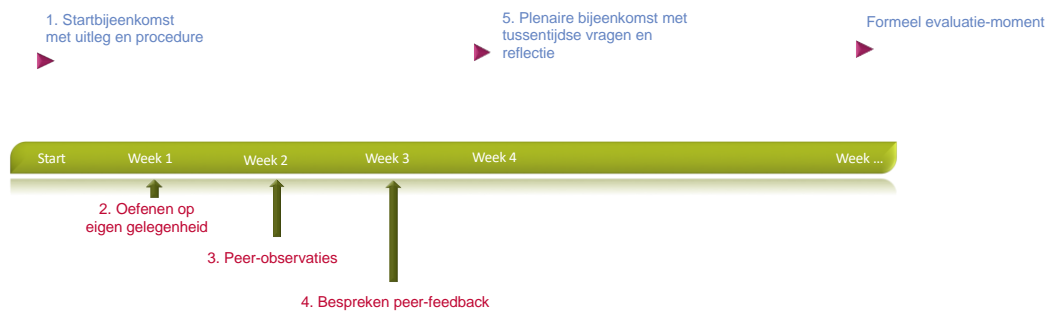 1. Startbijeenkomst
met uitleg en procedure
5. Plenaire bijeenkomst met
tussentijdse vragen en
reflectie
Formeel evaluatie-moment
Start
Week 1
Week 2
Week 3
Week 4
Week ...
2. Oefenen op
eigen gelegenheid
3. Peer-observaties
4. Bespreken peer-feedback